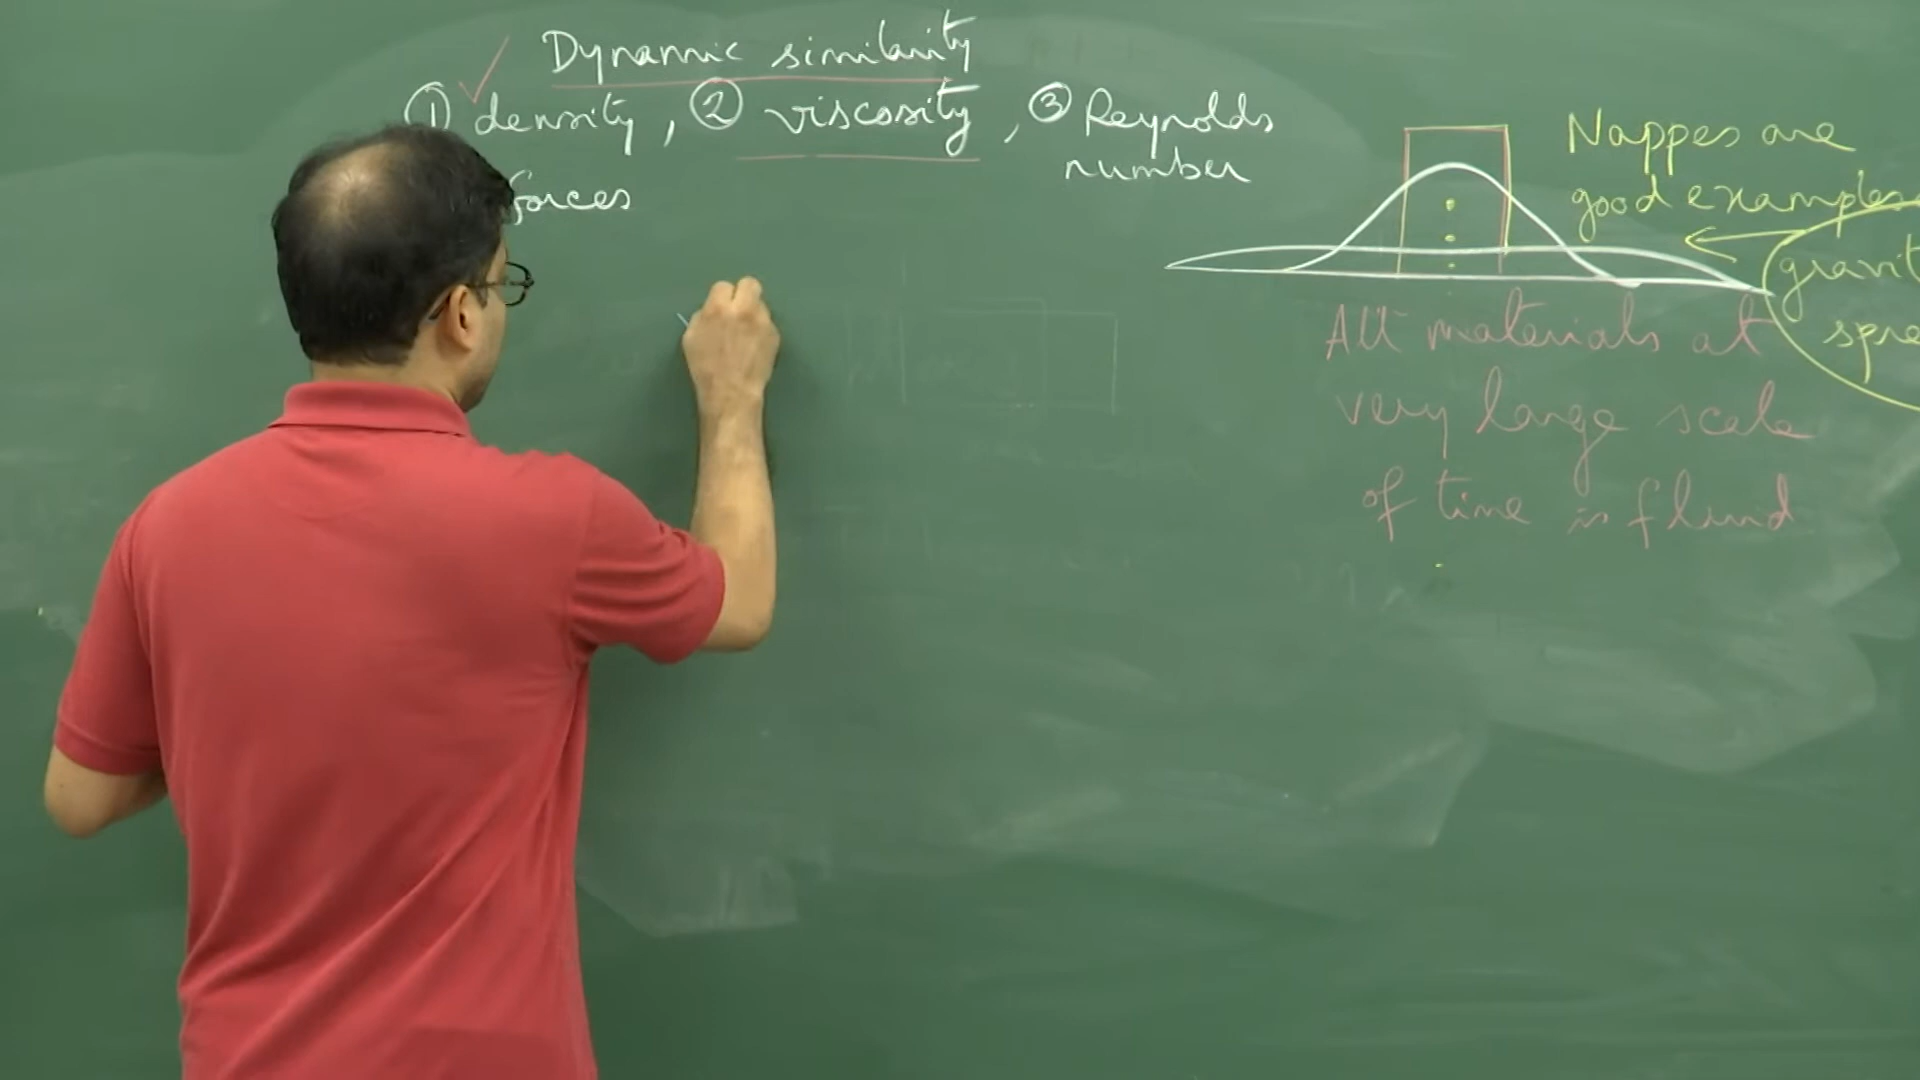 Dynamic similarity
① density, ② viscosity, ③ Reynolds
number
forces
Nappes are
good examples
gravit
spre
All materials at
very large scale
of time is fluid